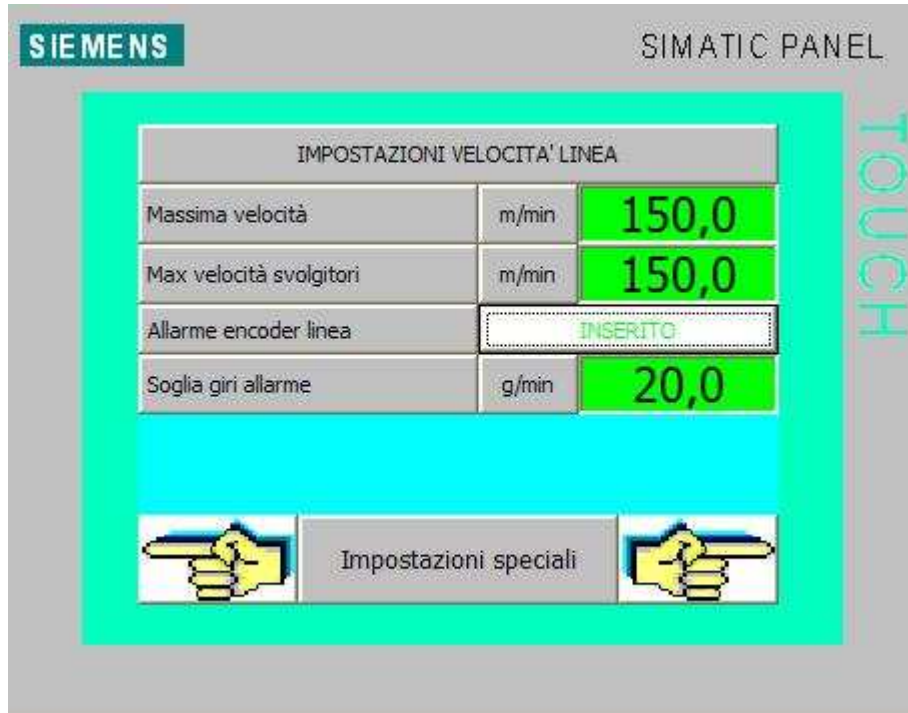 SIEMENS
SIMATIC PANEL
TOUCH
IMPOSTAZIONI VELOCITA' LINEA
Massima velocità m/min 150,0
Max velocità svolgitori m/min 150,0
Allarme encoder linea INSERITO
Soglia giri allarme g/min 20,0
Impostazioni speciali